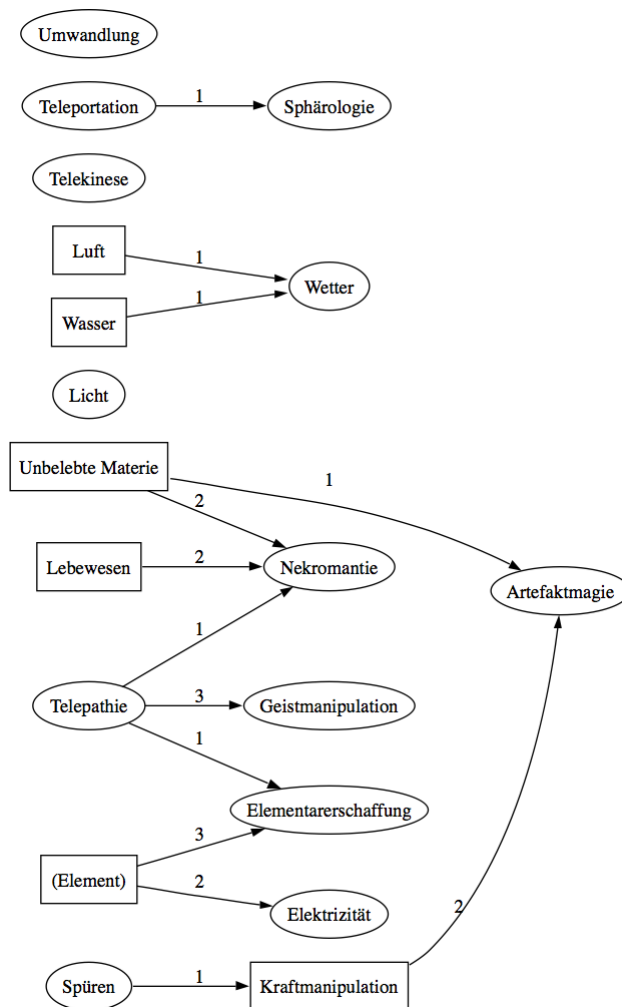 Umwandlung
Teleportation 1 Sphärologie
Telekinese
Luft 1
Wetter
Wasser 1
Licht
Unbelebte Materie 1
2
Lebewesen 2 Nekromantie
Artefaktmagie
1
Telepathie 3 Geistmanipulation
1
Elementarerschaffung
3
(Element) 2
Elektrizität
2
Spüren 1 Kraftmanipulation